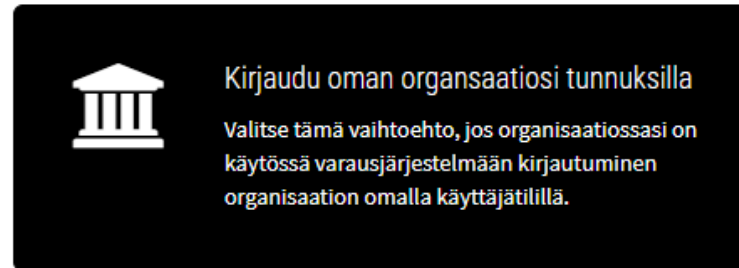 Kirjaudu oman organsaatiosi tunnuksilla
Valitse tämä vaihtoehto, jos organisaatiossasi on
käytössä varausjärjestelmään kirjautuminen
organisaation omalla käyttäjätilillä.